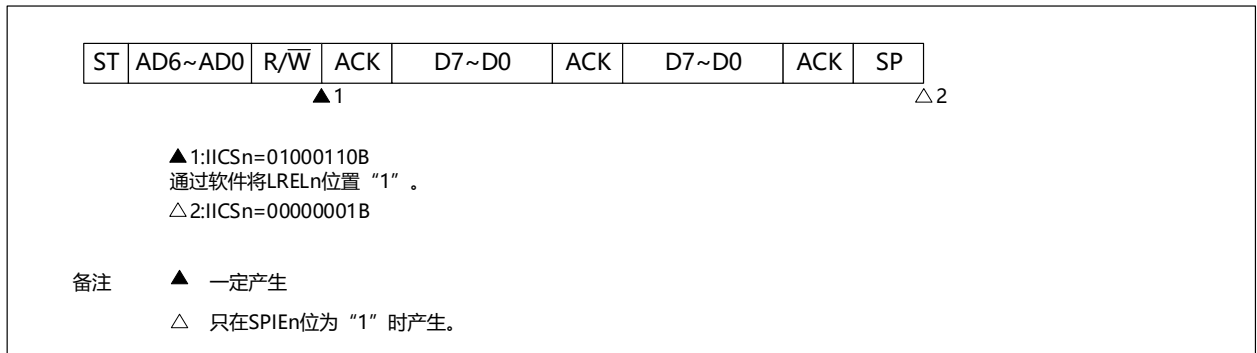 ST AD6~AD0 R/W̅ ACK D7~D0 ACK D7~D0 ACK SP
▲1 △2
▲1:IICSn=01000110B
通过软件将LRELn位置“1”。
△2:IICSn=00000001B
备注 ▲ 一定产生
△ 只在SPIEn位为“1”时产生。